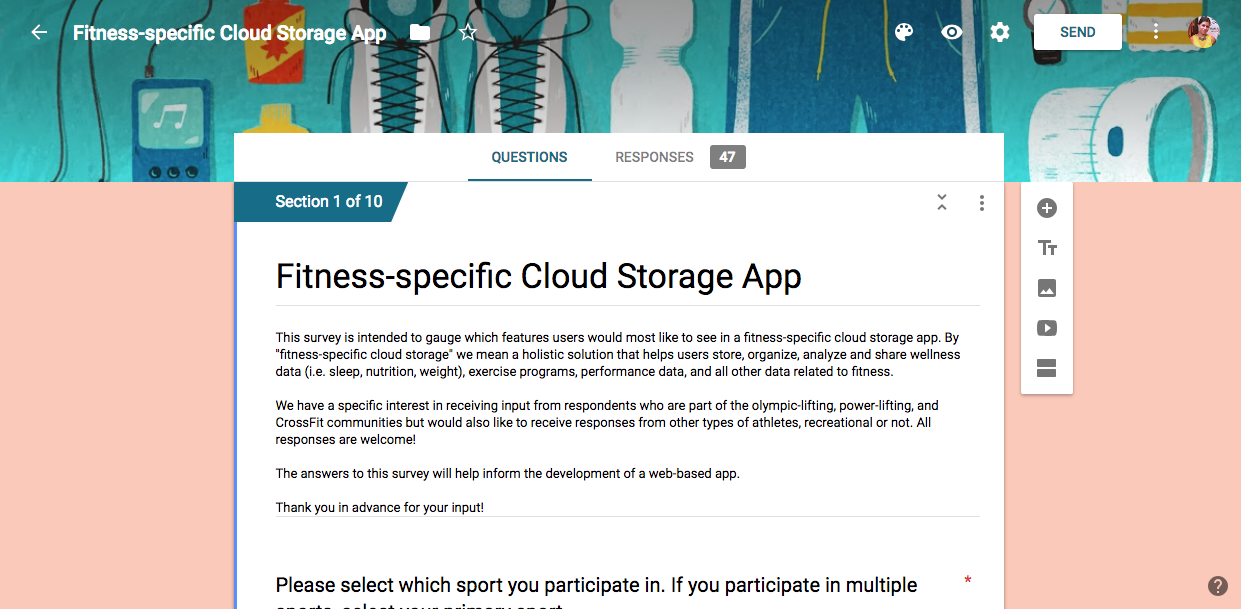 Fitness-specific Cloud Storage App
SEND
QUESTIONS
RESPONSES
47
Section 1 of 10
Fitness-specific Cloud Storage App
This survey is intended to gauge which features users would most like to see in a fitness-specific cloud storage app. By
"fitness-specific cloud storage" we mean a holistic solution that helps users store, organize, analyze and share wellness
data (i.e. sleep, nutrition, weight), exercise programs, performance data, and all other data related to fitness.
We have a specific interest in receiving input from respondents who are part of the olympic-lifting, power-lifting, and
CrossFit communities but would also like to receive responses from other types of athletes, recreational or not. All
responses are welcome!
The answers to this survey will help inform the development of a web-based app.
Thank you in advance for your input!
Please select which sport you participate in. If you participate in multiple *
sports, select your primary sport.